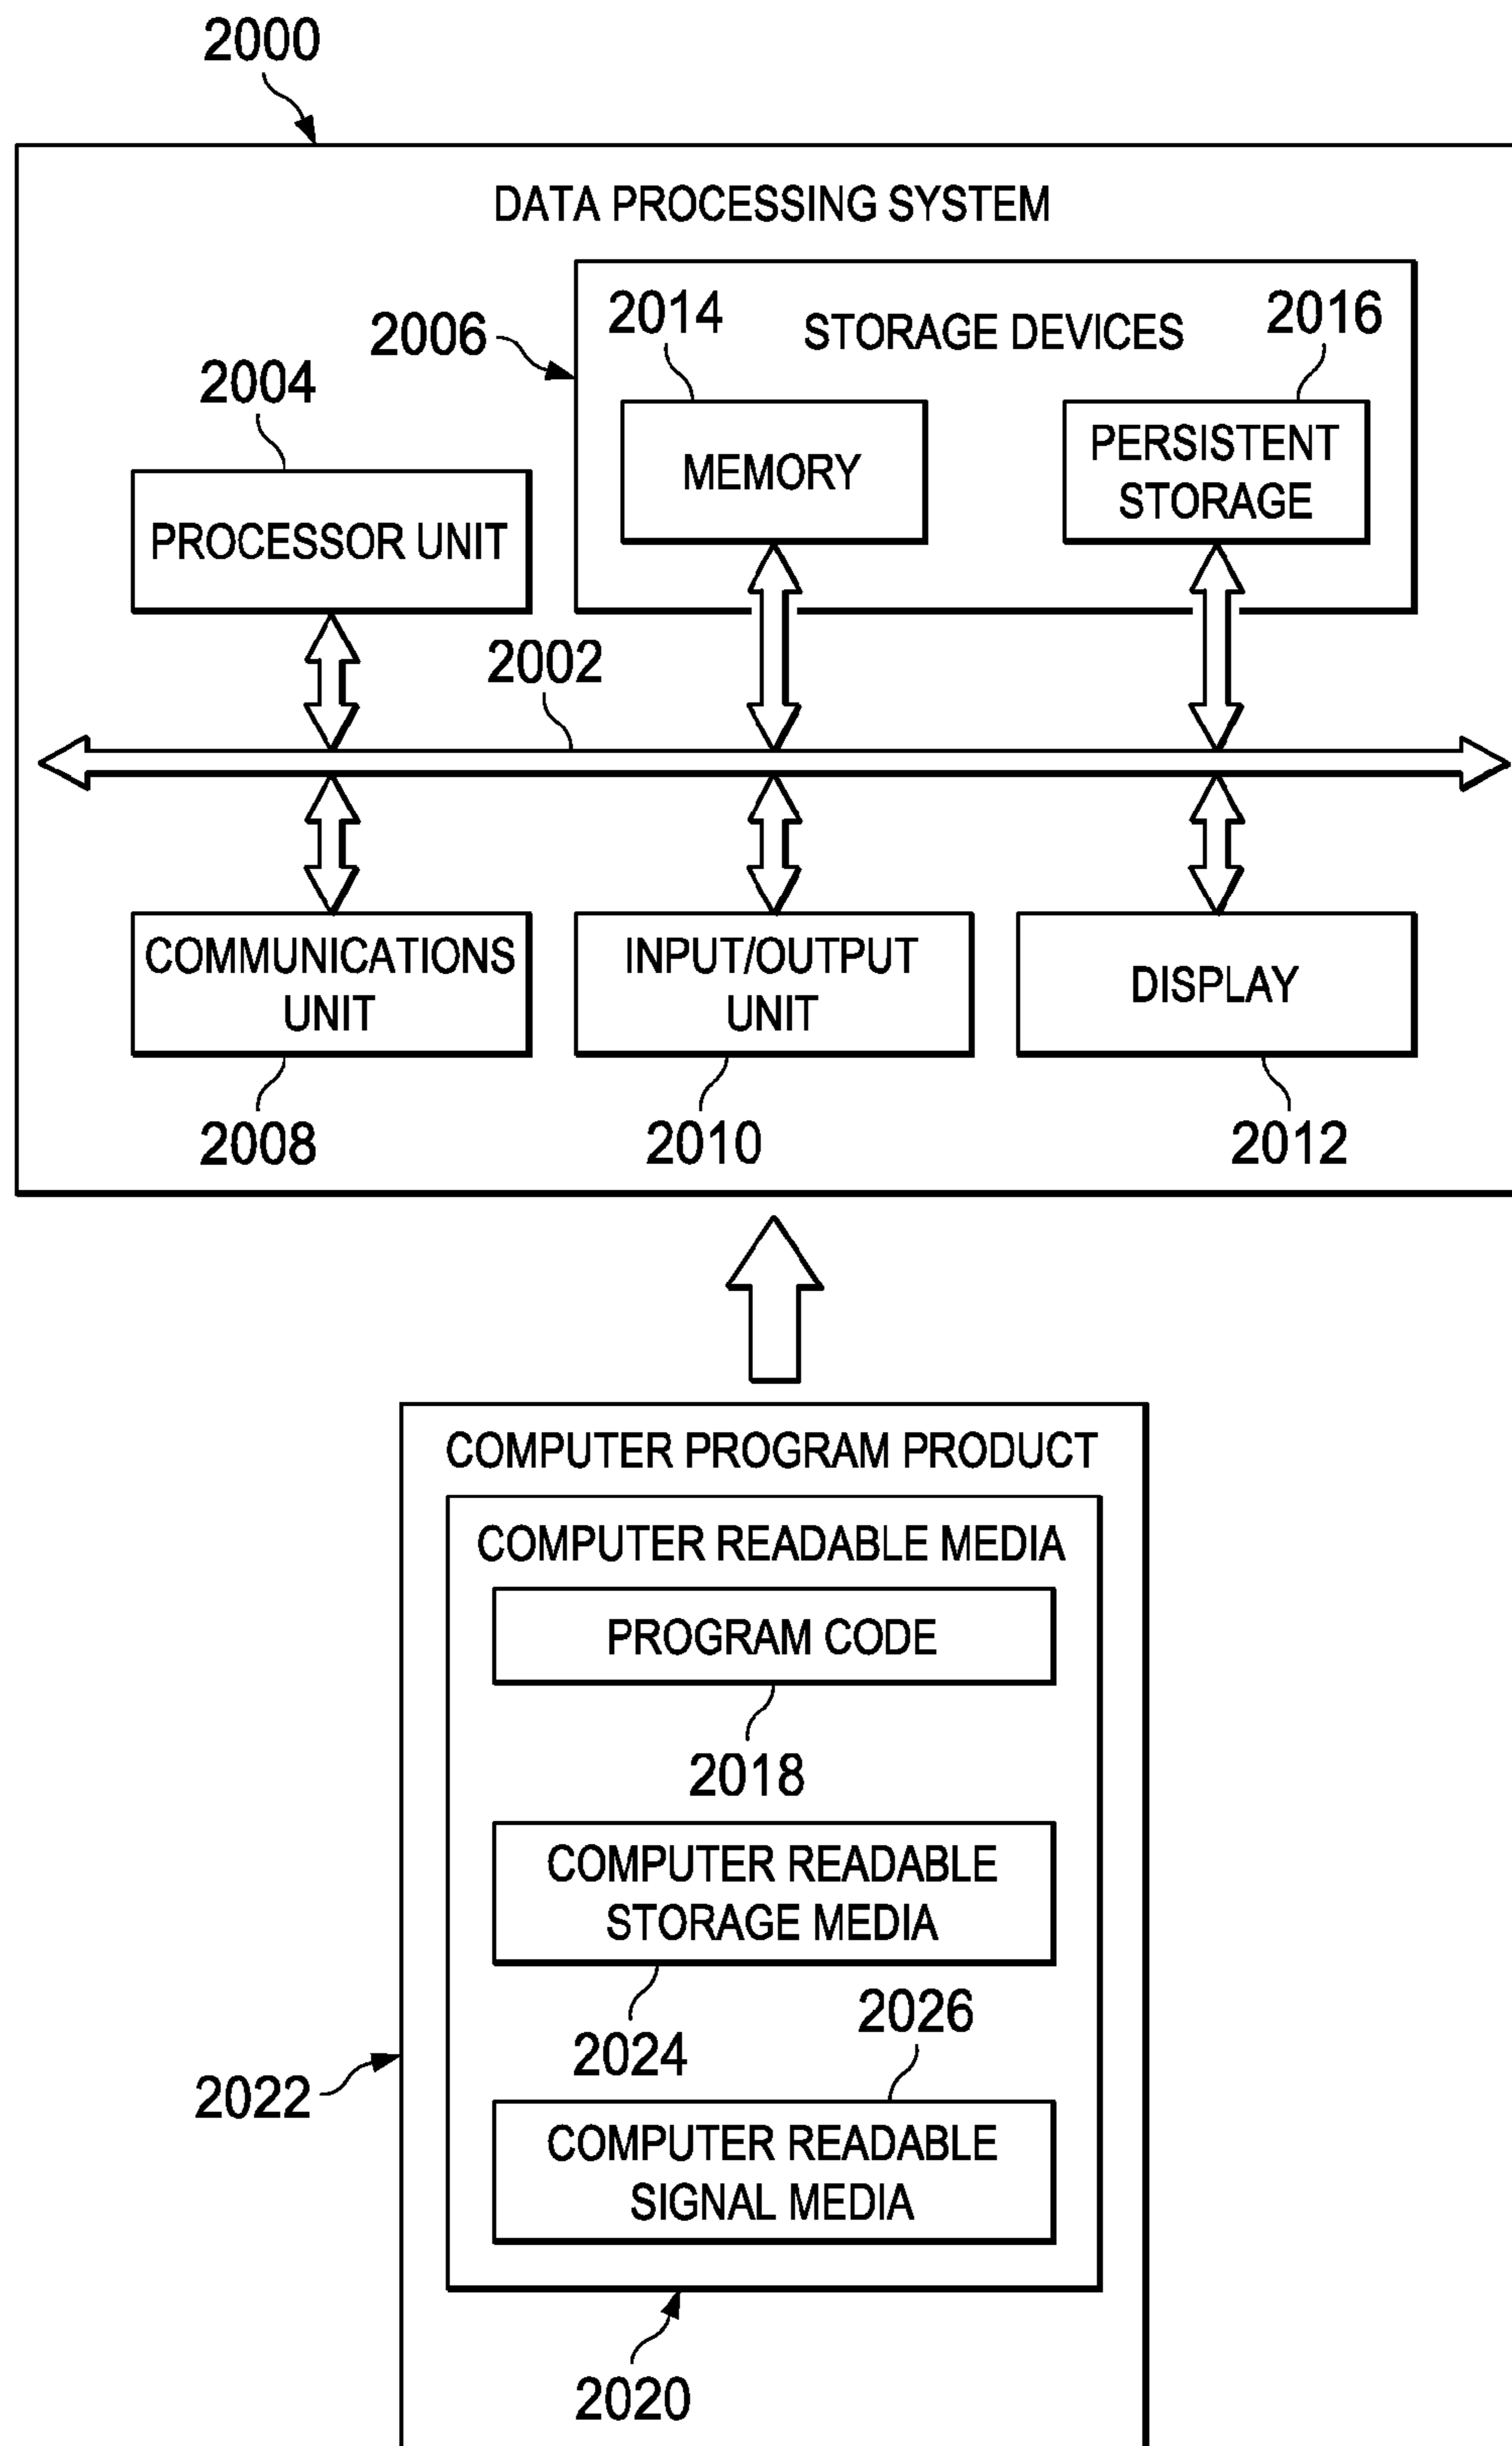 2000
DATA PROCESSING SYSTEM
2006
2014
STORAGE DEVICES
2016
2004
MEMORY
PERSISTENT
STORAGE
PROCESSOR UNIT
2002
COMMUNICATIONS
UNIT
INPUT/OUTPUT
UNIT
DISPLAY
2008
2010
2012
COMPUTER PROGRAM PRODUCT
COMPUTER READABLE MEDIA
PROGRAM CODE
2018
COMPUTER READABLE
STORAGE MEDIA
2024
2026
2022
COMPUTER READABLE
SIGNAL MEDIA
2020